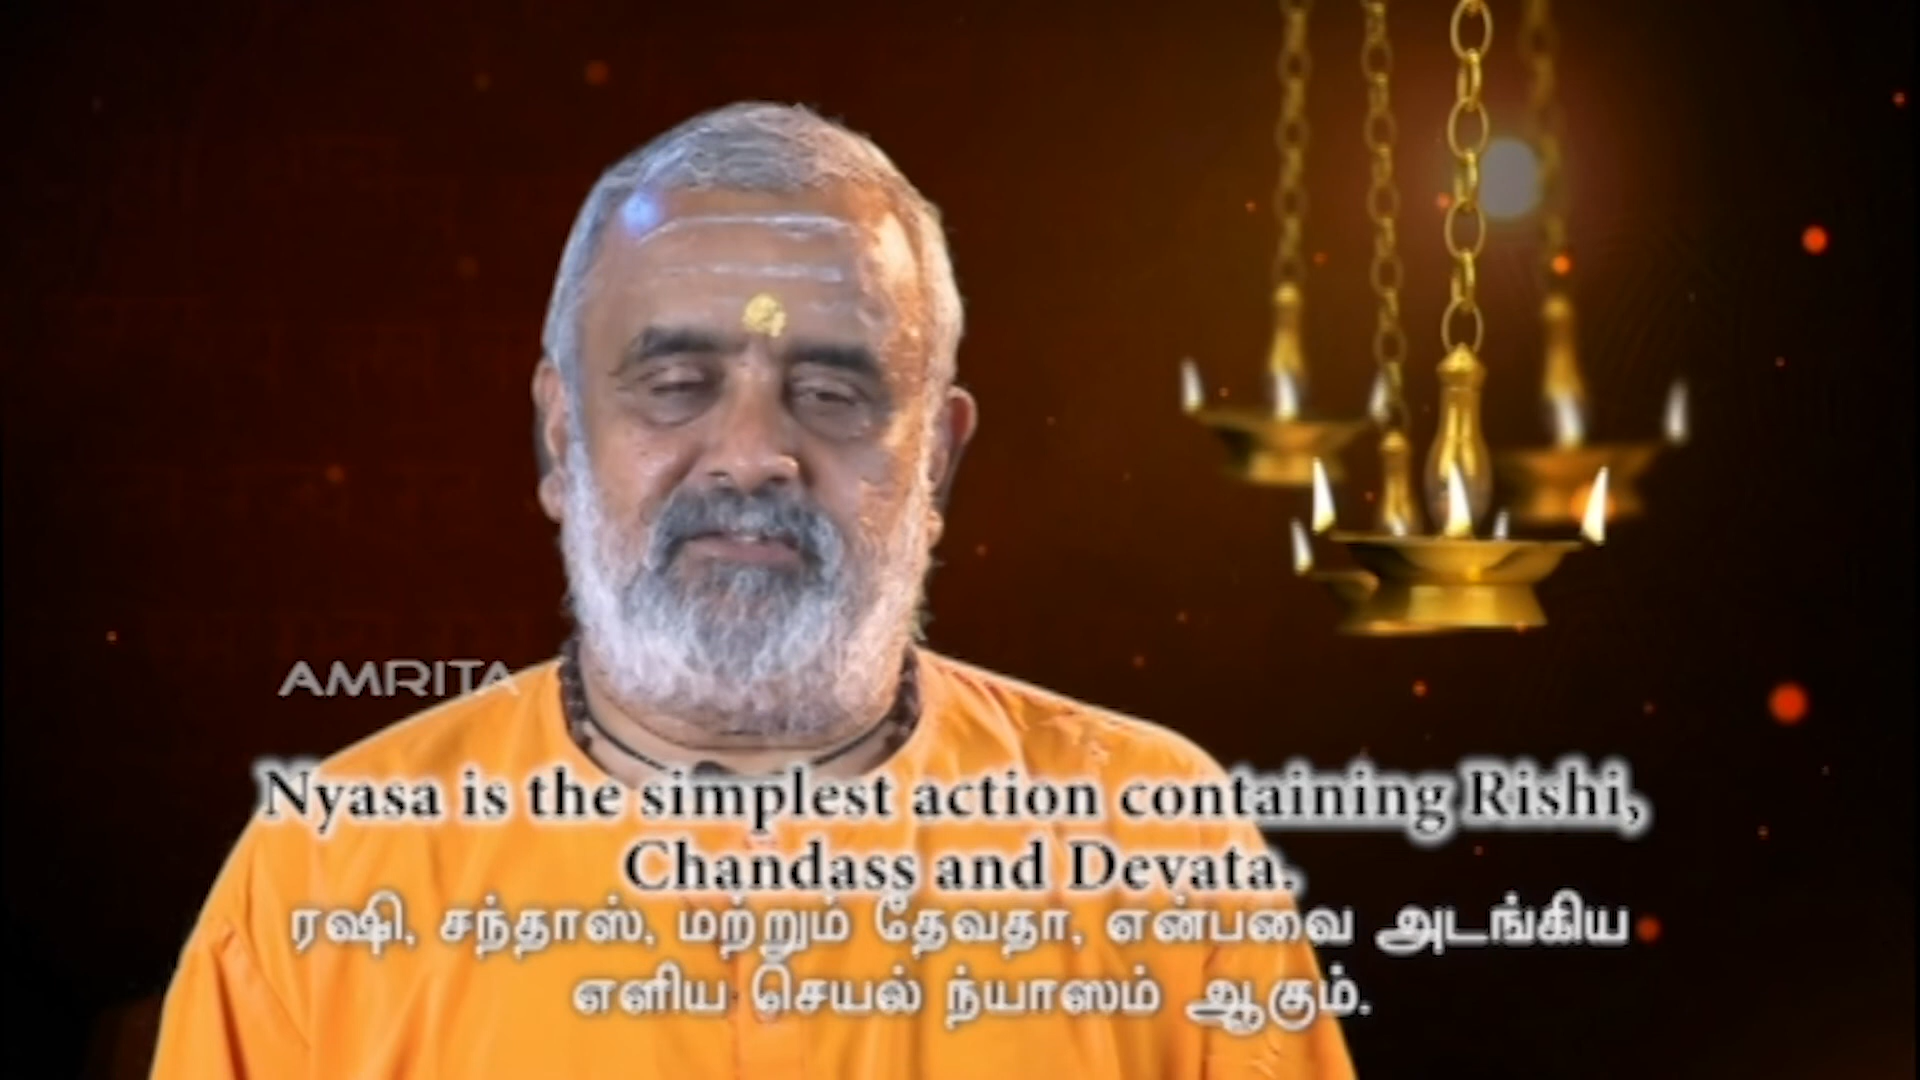 AMRITA
Nyasa is the simplest action containing Rishi,
Chandass and Devata.
ரஷி, சந்தாஸ், மற்றும் தேவதா, என்பவை அடங்கிய
எளிய செயல் ந்யாஸம் ஆகும்.